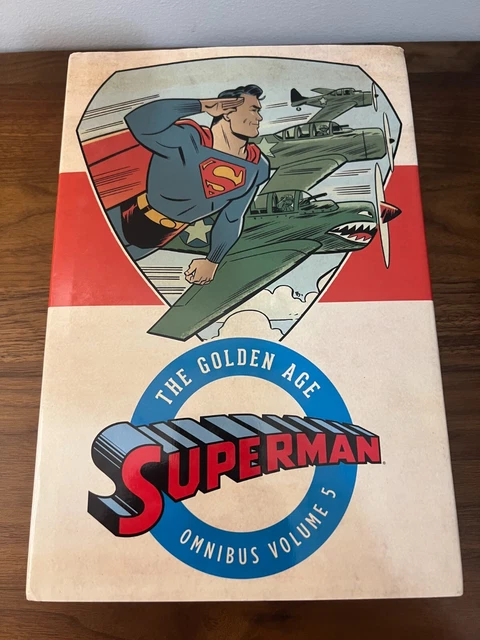 THE GOLDEN AGE
SUPERMAN
OMNIBUS VOLUME 5